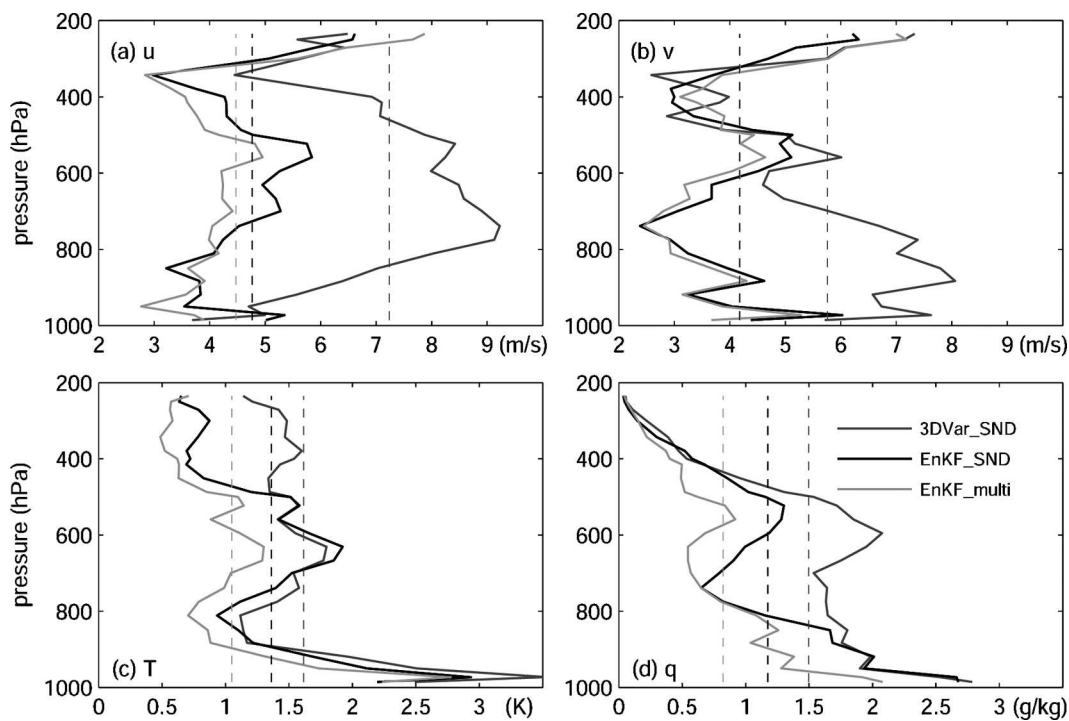 200
400
600
800
1000
pressure (hPa)
(a) u
2 3 4 5 6 7 8 9 (m/s)
200
400
600
800
1000
(b) v
2 4 6 8 (m/s)
200
400
600
800
1000
pressure (hPa)
(c) T
0 0.5 1 1.5 2 2.5 (K) 3.5
200
400
600
800
1000
(d) q
3DVar_SND
EnKF_SND
EnKF_multi
0 0.5 1 1.5 2 2.5 3 (g/kg)